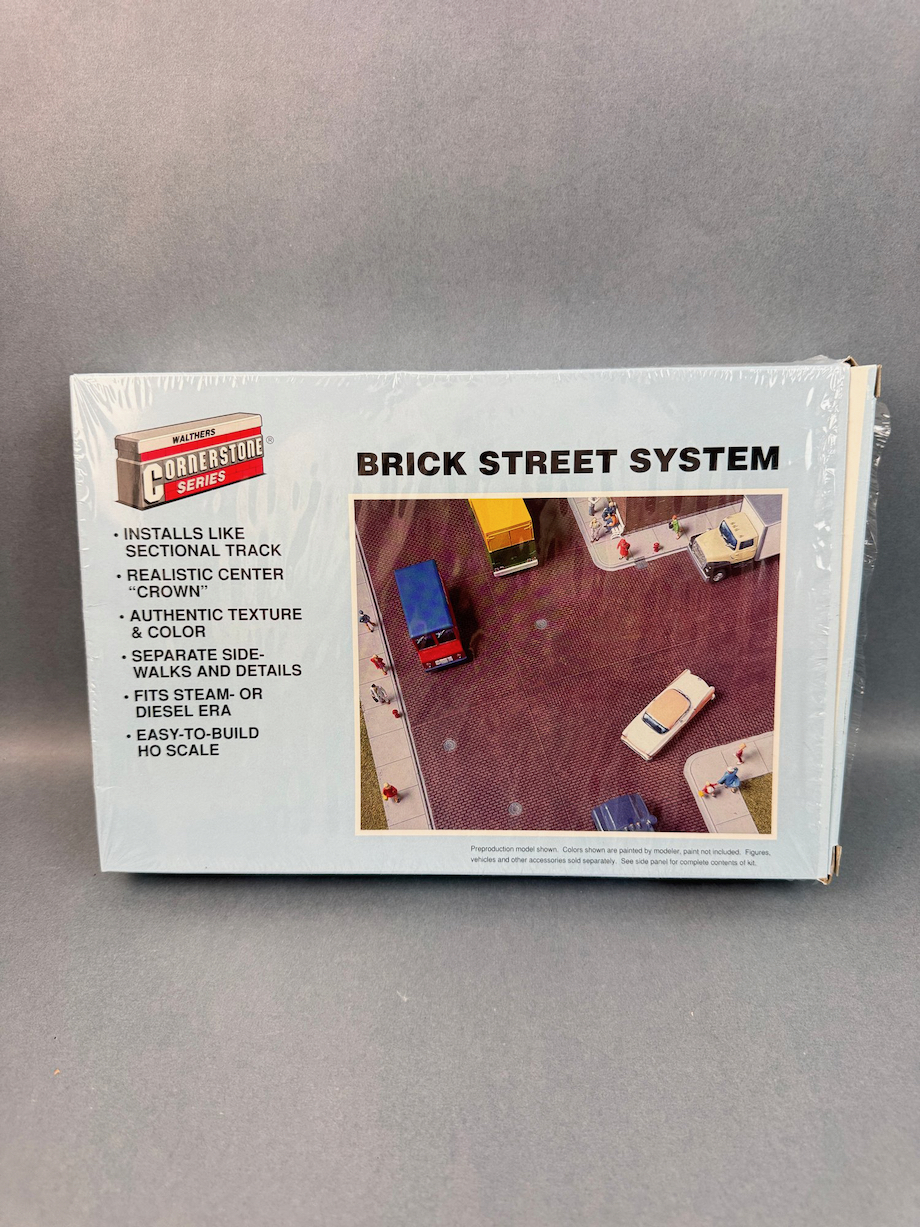 WALTHERS
CORNERSTONE®
SERIES
BRICK STREET SYSTEM
• INSTALLS LIKE
SECTIONAL TRACK
• REALISTIC CENTER
“CROWN”
• AUTHENTIC TEXTURE
& COLOR
• SEPARATE SIDE-
WALKS AND DETAILS
• FITS STEAM- OR
DIESEL ERA
• EASY-TO-BUILD
HO SCALE
Preproduction model shown. Colors shown are painted by modeler, paint not included. Figures,
vehicles and other accessories sold separately. See side panel for complete contents of kit.